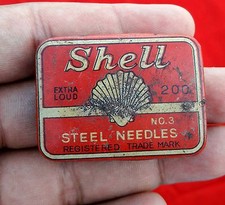 Shell
EXTRA 200
LOUD
NO.3
STEEL NEEDLES
REGISTERED TRADE MARK